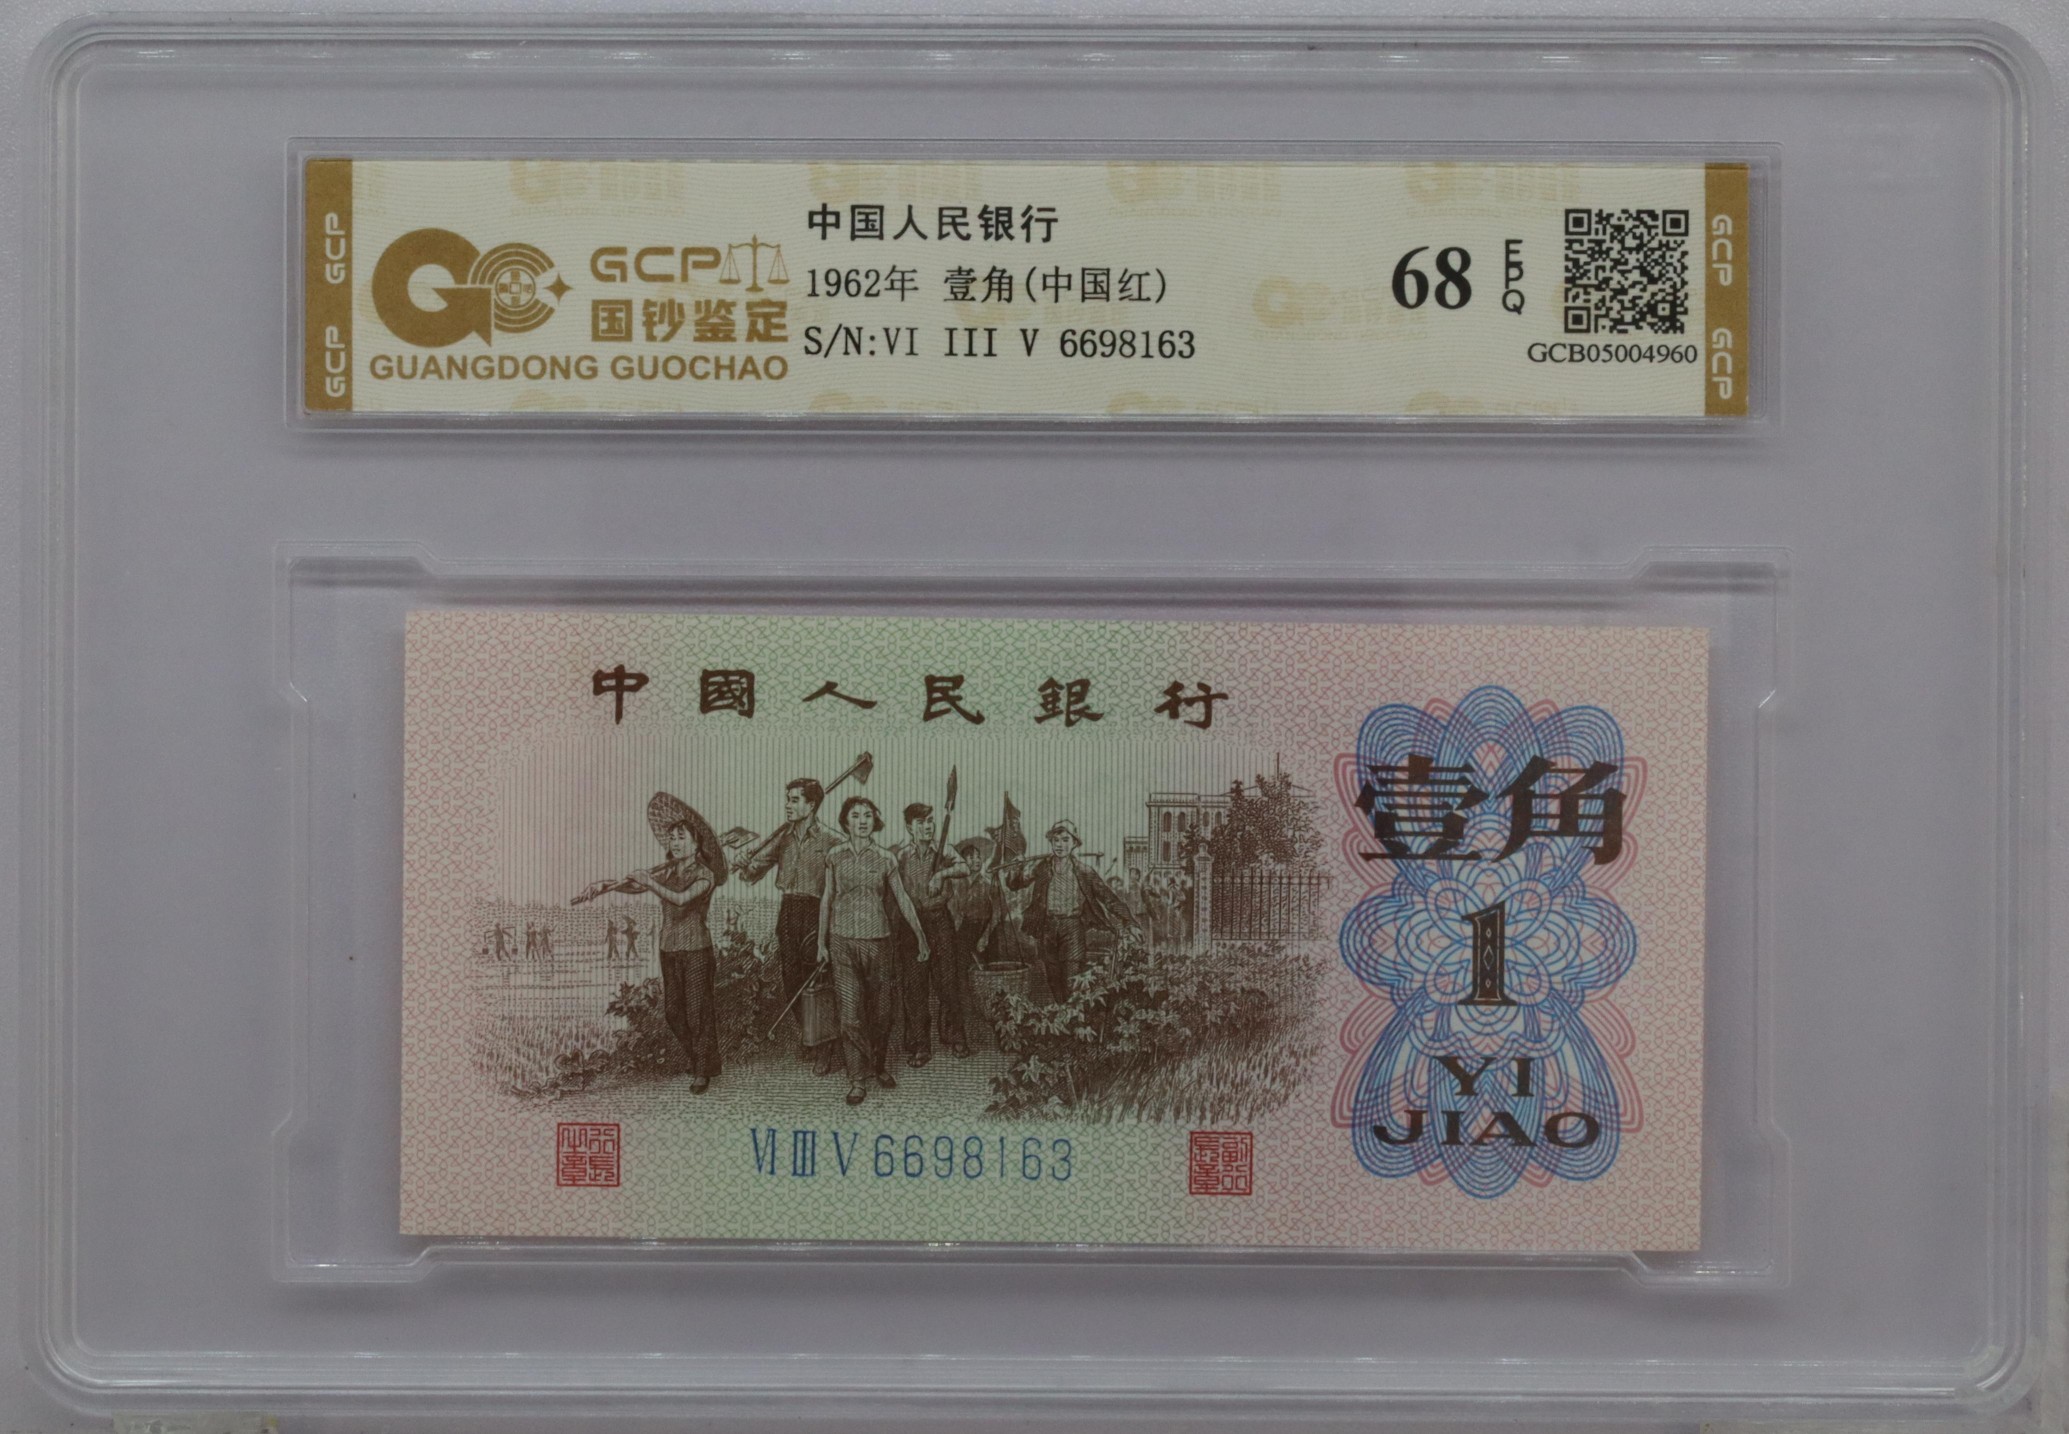 GCP
GCP
GCP
国钞鉴定
GUANGDONG GUOCHAO
中国人民银行
1962年 壹角(中国红)
S/N:VI III V 6698163
68
EPQ
GCB05004960
GCP
GCP
中國人民銀行
壹角
1
YI
JIAO
VI III V 6698163